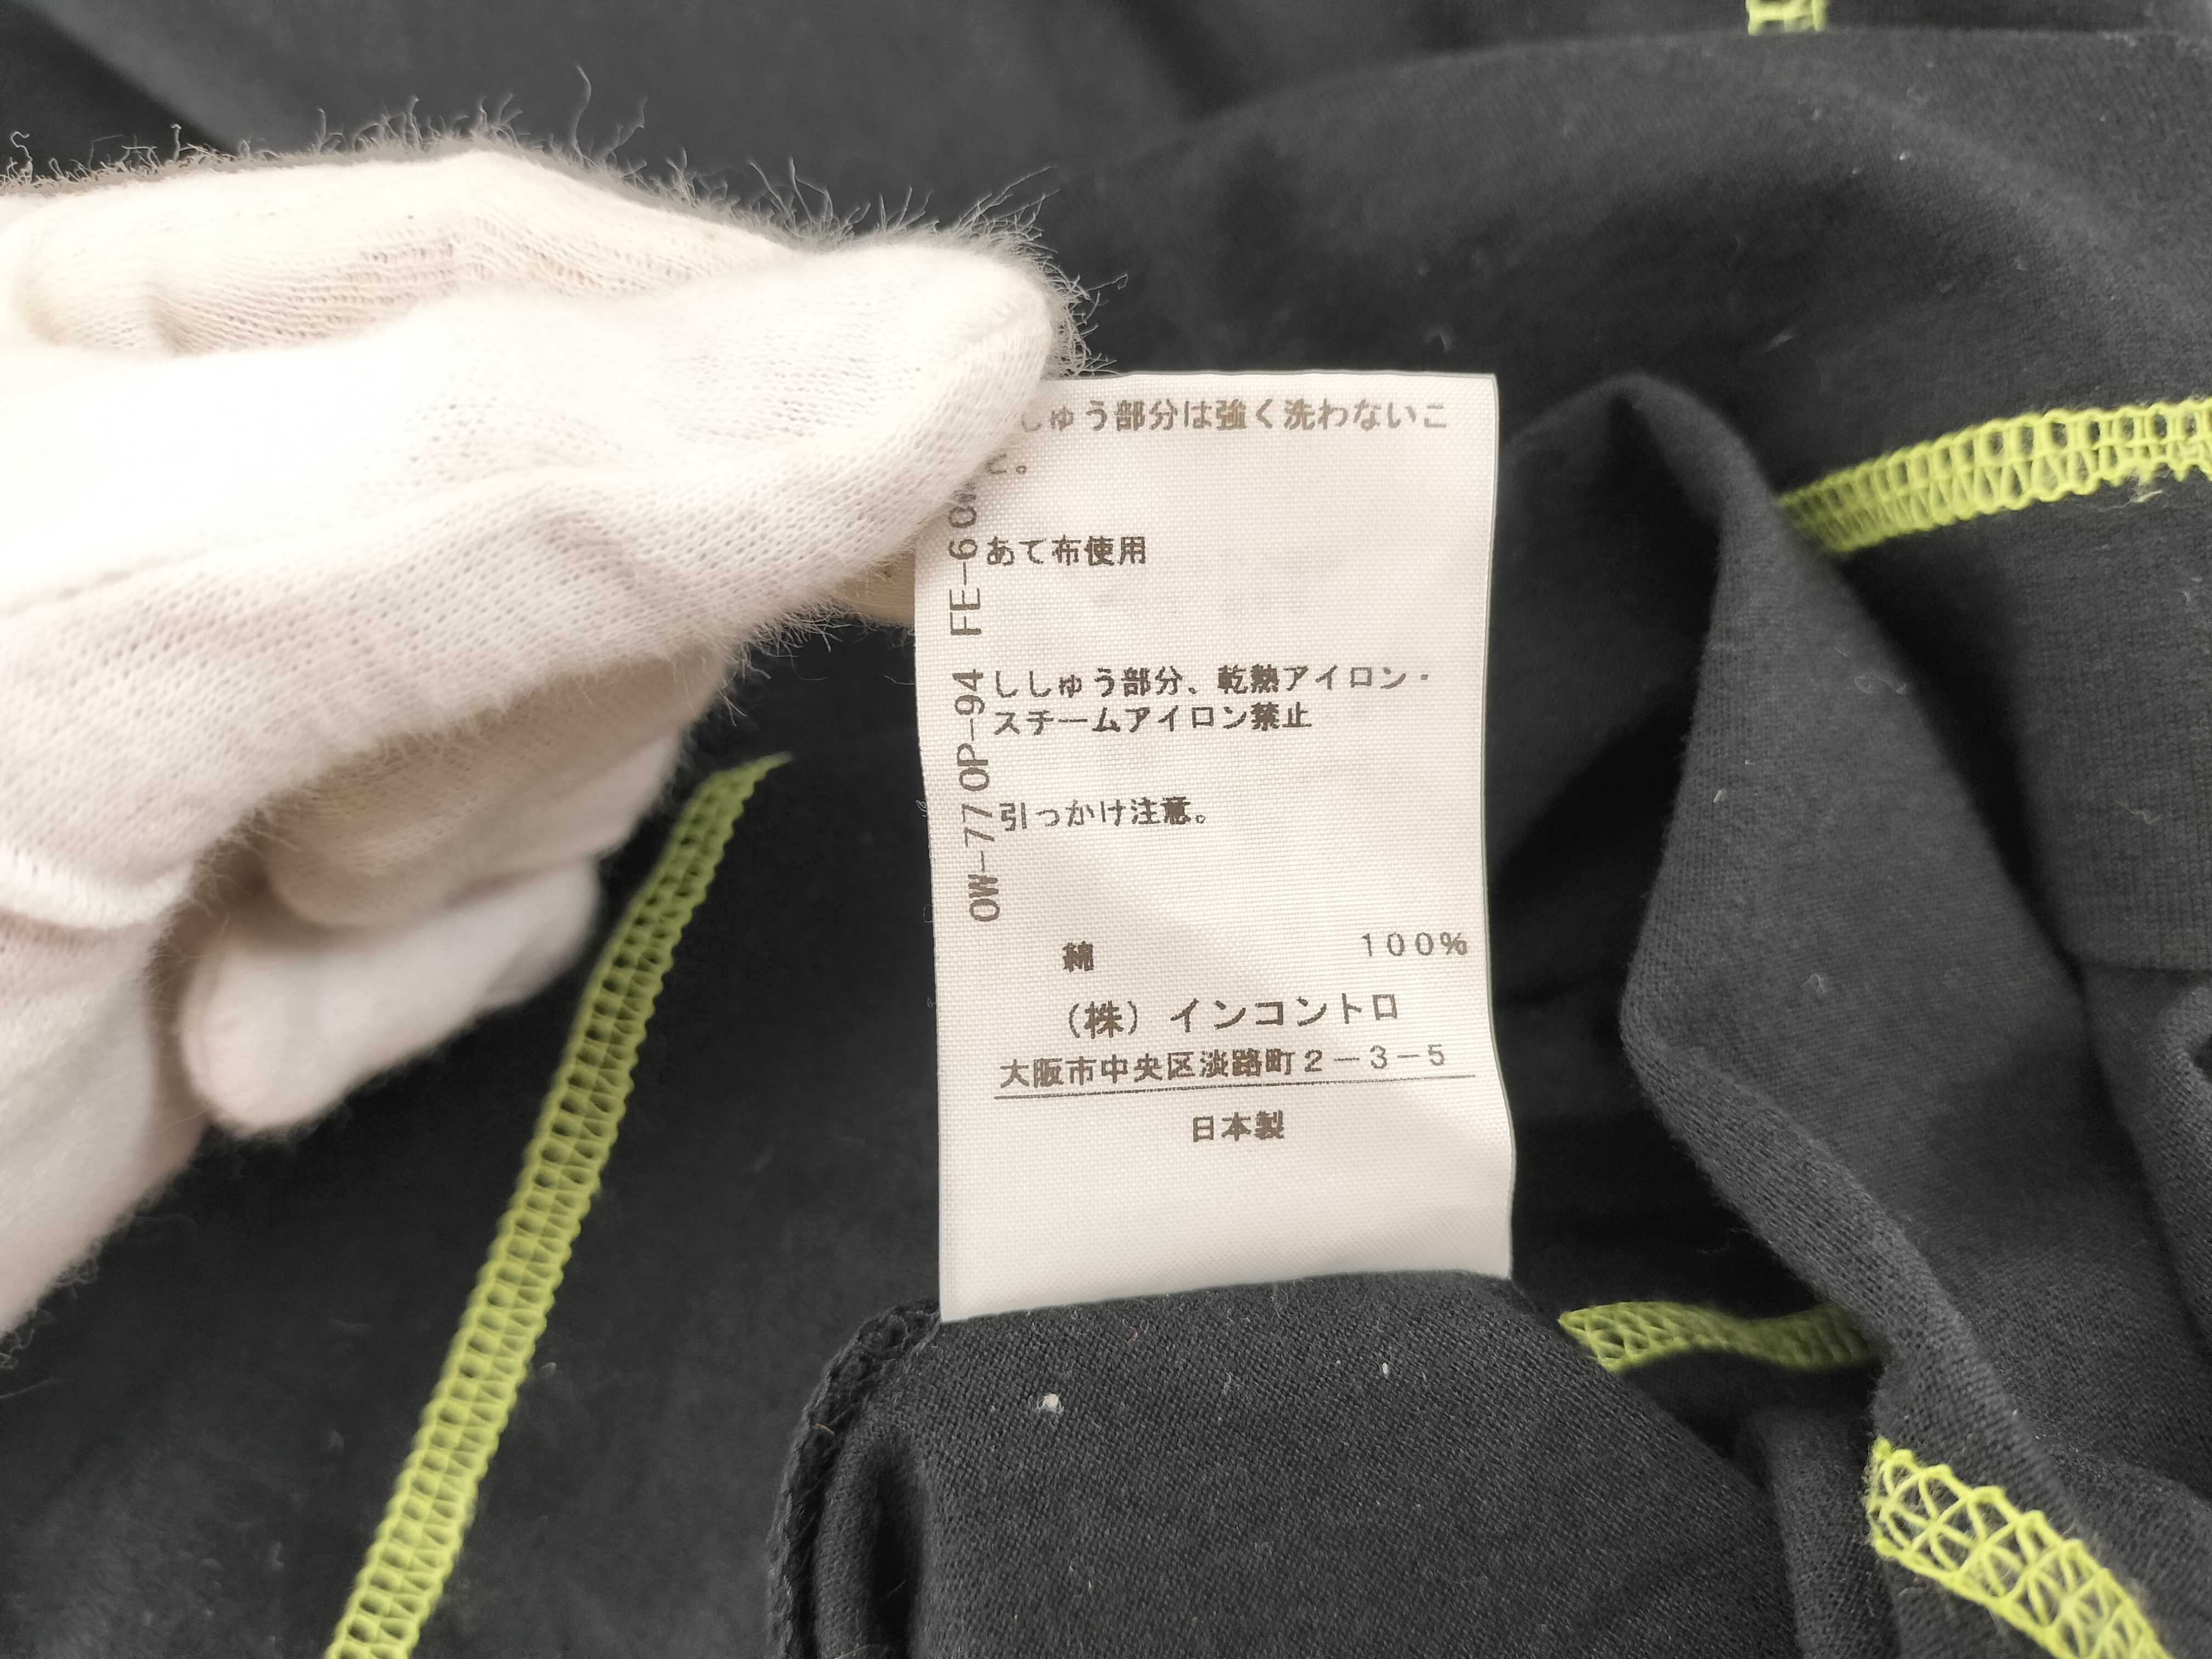 しゅう部分は強く洗わないこ
と。
あて布使用
ししゅう部分、乾熱アイロン・
スチームアイロン禁止
引っかけ注意。
OW-770P-94 FE-60
綿 100%
（株）インコントロ
大阪市中央区淡路町2-3-5
日本製